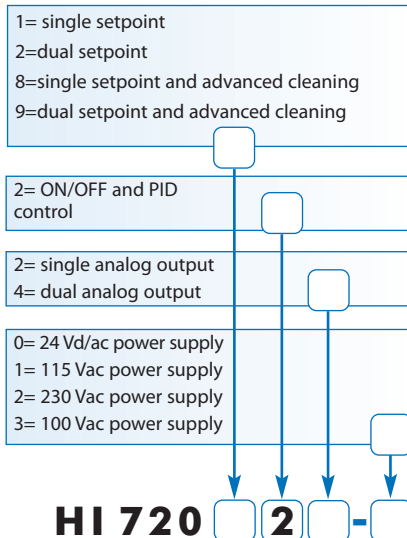 1= single setpoint
2=dual setpoint
8=single setpoint and advanced cleaning
9=dual setpoint and advanced cleaning
2= ON/OFF and PID
control
2= single analog output
4= dual analog output
0= 24 Vd/ac power supply
1= 115 Vac power supply
2= 230 Vac power supply
3= 100 Vac power supply
HI 720 2 -